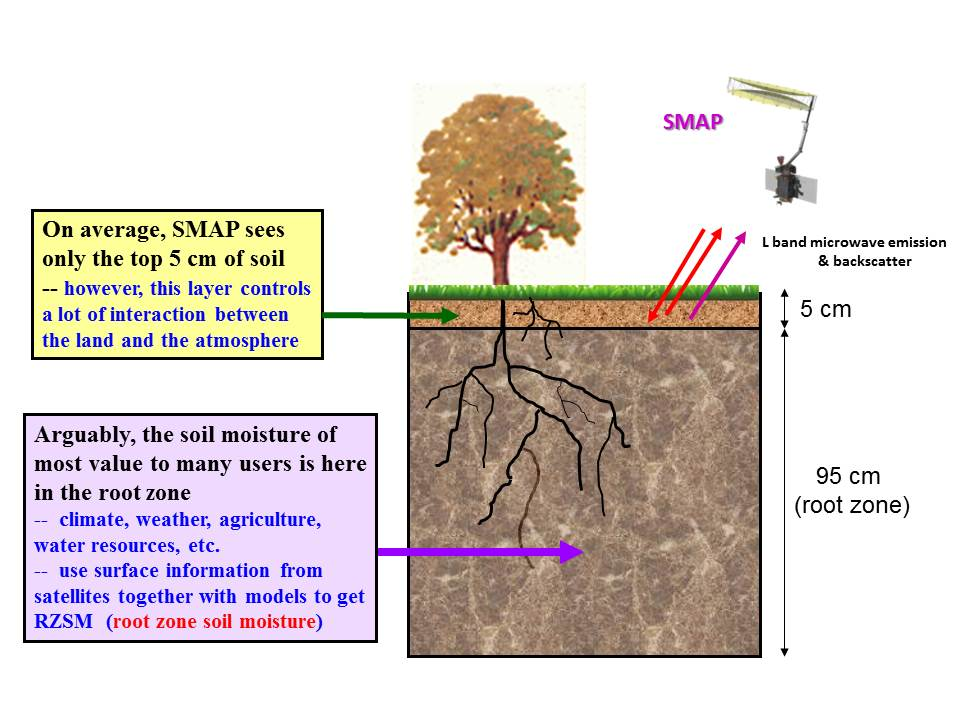 SMAP
On average, SMAP sees
only the top 5 cm of soil
-- however, this layer controls
a lot of interaction between
the land and the atmosphere
L band microwave emission
& backscatter
5 cm
Arguably, the soil moisture of
most value to many users is here
in the root zone
-- climate, weather, agriculture,
water resources, etc.
-- use surface information from
satellites together with models to get
RZSM (root zone soil moisture)
95 cm
(root zone)